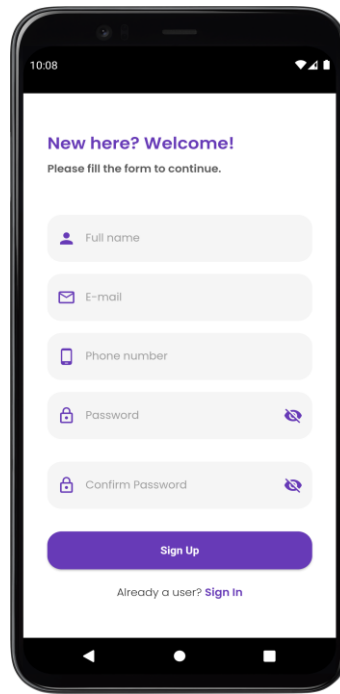 10:08
New here? Welcome!
Please fill the form to continue.
Full name
E-mail
Phone number
Password
Confirm Password
Sign Up
Already a user? Sign In